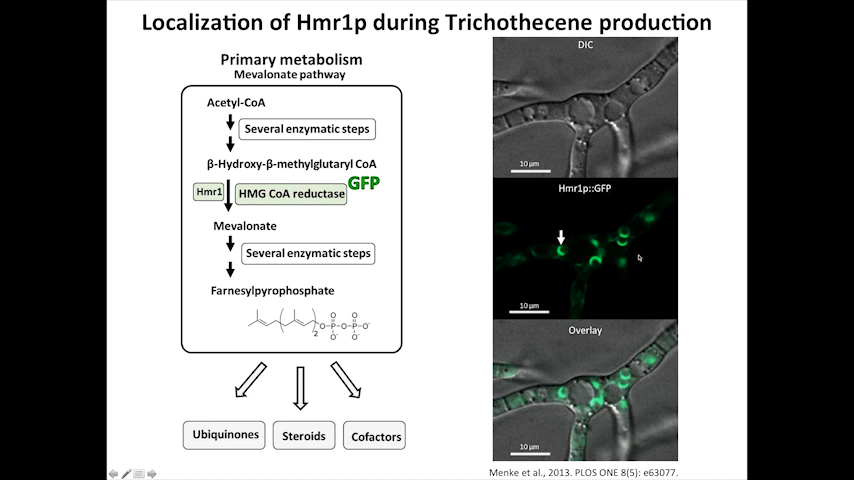 Localization of Hmr1p during Trichothecene production
Primary metabolism
Mevalonate pathway
Acetyl-CoA
Several enzymatic steps
β-Hydroxy-β-methylglutaryl CoA
Hmr1
HMG CoA reductase
GFP
Mevalonate
Several enzymatic steps
Farnesylpyrophosphate
O
O
O
P
O
P
O⁻
2
O⁻
O⁻
Ubiquinones
Steroids
Cofactors
DIC
10 µm
Hmr1p::GFP
10 µm
Overlay
10 µm
Menke et al., 2013. PLOS ONE 8(5): e63077.